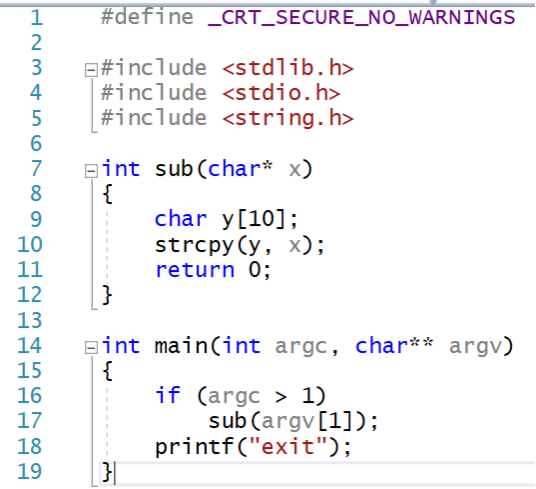 1 #define _CRT_SECURE_NO_WARNINGS
2
3 #include <stdlib.h>
4 #include <stdio.h>
5 #include <string.h>
6
7 int sub(char* x)
8 {
9 char y[10];
10 strcpy(y, x);
11 return 0;
12 }
13
14 int main(int argc, char** argv)
15 {
16 if (argc > 1)
17 sub(argv[1]);
18 printf("exit");
19 }